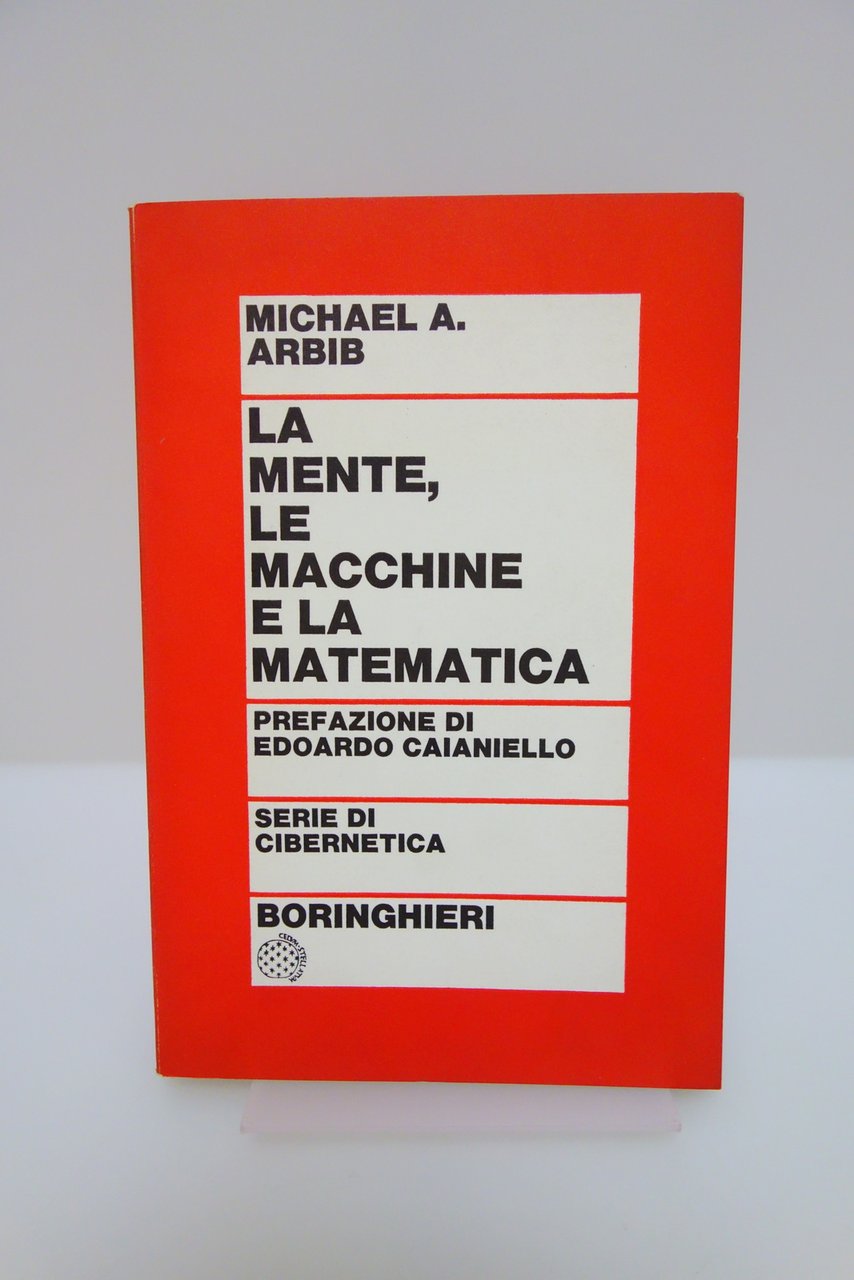 MICHAEL A.
ARBIB
LA
MENTE,
LE
MACCHINE
E LA
MATEMATICA
PREFAZIONE DI
EDOARDO CAIANIELLO
SERIE DI
CIBERNETICA
BORINGHIERI